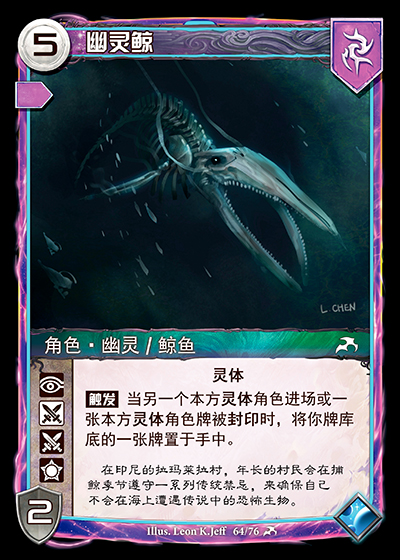 5 幽灵鲸
L. CHEN
角色·幽灵 / 鲸鱼
灵体
触发 当另一个本方灵体角色进场或一
张本方灵体角色牌被封印时，将你牌库
底的一张牌置于手中。
在印尼的拉玛莱拉村，年长的村民会在捕
鲸季节遵守一系列传统禁忌，来确保自己
不会在海上遭遇传说中的恐怖生物。
2
Illus. Leon K.Jeff 64/76